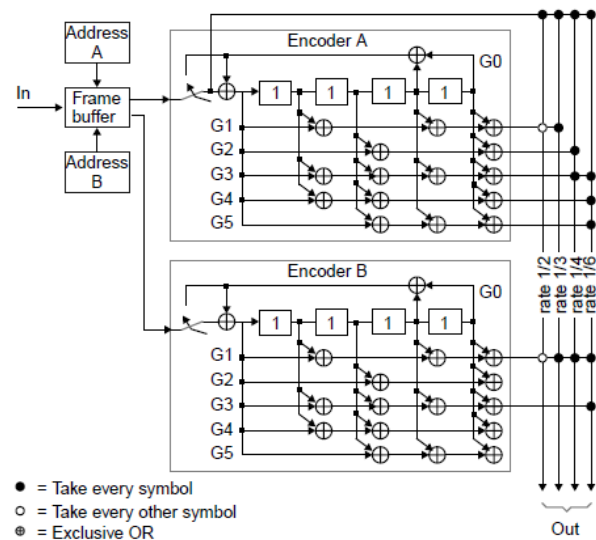 Address
A
In
Frame
buffer
Address
B
Encoder A
G0
1 1 1 1
G1
G2
G3
G4
G5
rate 1/2
rate 1/3
rate 1/4
rate 1/6
Encoder B
G0
1 1 1 1
G1
G2
G3
G4
G5
= Take every symbol
= Take every other symbol
= Exclusive OR
Out